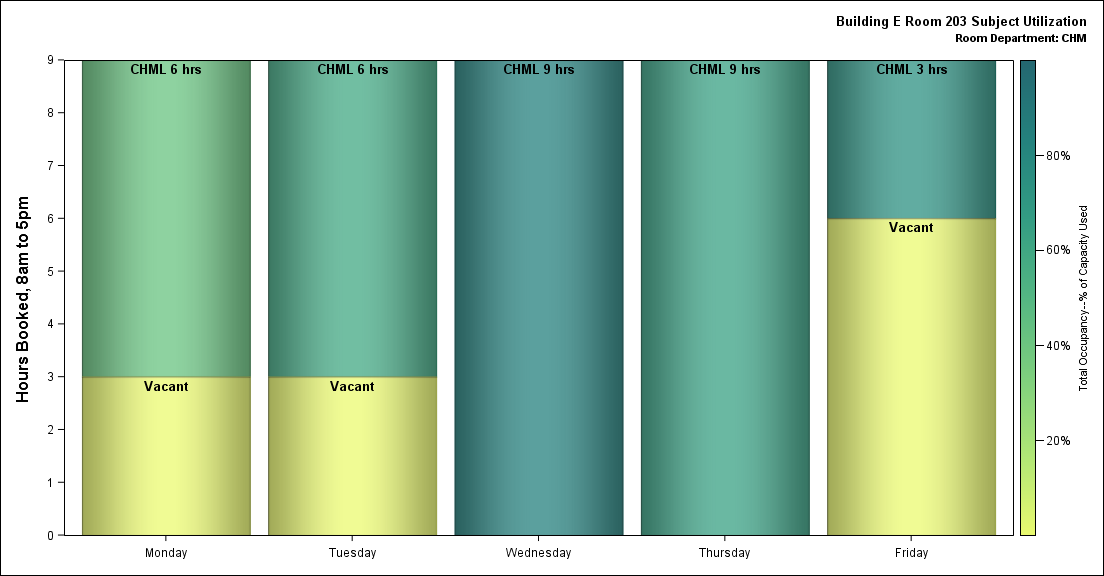 Building E Room 203 Subject Utilization
Room Department: CHM
Hours Booked, 8am to 5pm
9
8
7
6
5
4
3
2
1
0
CHML 6 hrs
Vacant
CHML 6 hrs
Vacant
CHML 9 hrs
CHML 9 hrs
CHML 3 hrs
Vacant
Monday
Tuesday
Wednesday
Thursday
Friday
80%
60%
40%
20%
Total Occupancy--% of Capacity Used